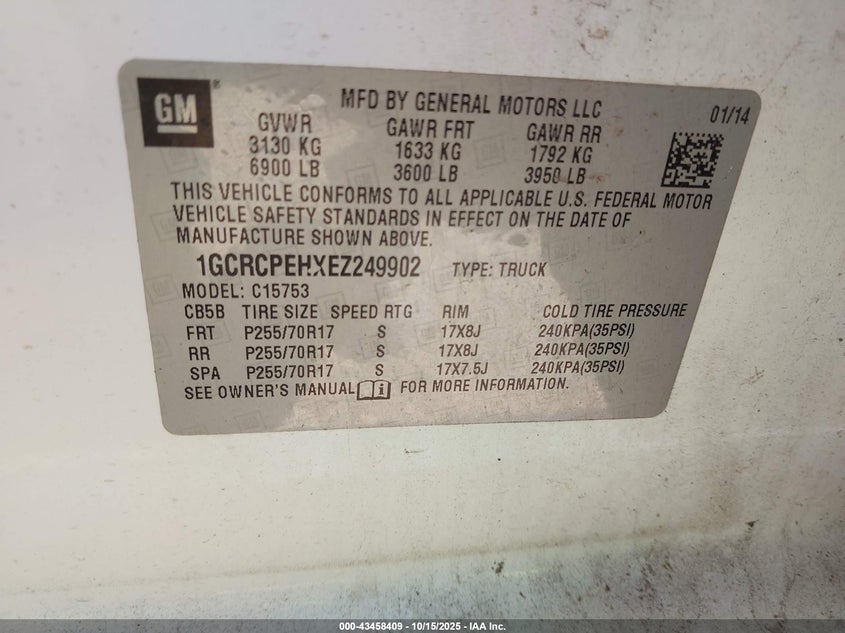 GM
MFD BY GENERAL MOTORS LLC 01/14
GVWR GAWR FRT GAWR RR
3130 KG 1633 KG 1792 KG
6900 LB 3600 LB 3950 LB
THIS VEHICLE CONFORMS TO ALL APPLICABLE U.S. FEDERAL MOTOR
VEHICLE SAFETY STANDARDS IN EFFECT ON THE DATE OF
MANUFACTURE SHOWN ABOVE.
1GCRCPEHXEZ249902 TYPE: TRUCK
MODEL: C15753
CB5B TIRE SIZE SPEED RTG RIM COLD TIRE PRESSURE
FRT P255/70R17 S 17X8J 240KPA(35PSI)
RR P255/70R17 S 17X8J 240KPA(35PSI)
SPA P255/70R17 S 17X7.5J 240KPA(35PSI)
SEE OWNER'S MANUAL FOR MORE INFORMATION.
000-43458409 - 10/15/2025 - IAA Inc.